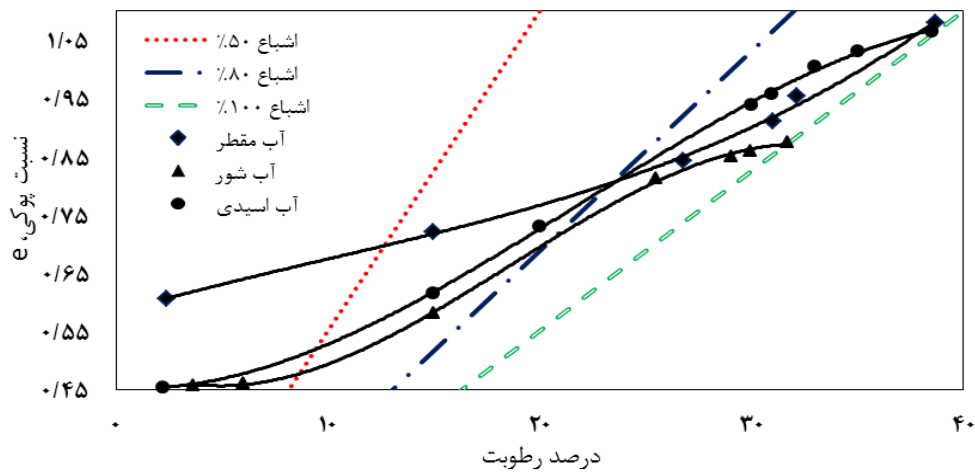 اشباع ۵۰٪
اشباع ۸۰٪
اشباع ۱۰۰٪
آب مقطر
آب شور
آب اسیدی
نسبت پوکی، e
۱/۰۵
۰/۹۵
۰/۸۵
۰/۷۵
۰/۶۵
۰/۵۵
۰/۴۵
۰ ۱۰ ۲۰ ۳۰ ۴۰
درصد رطوبت